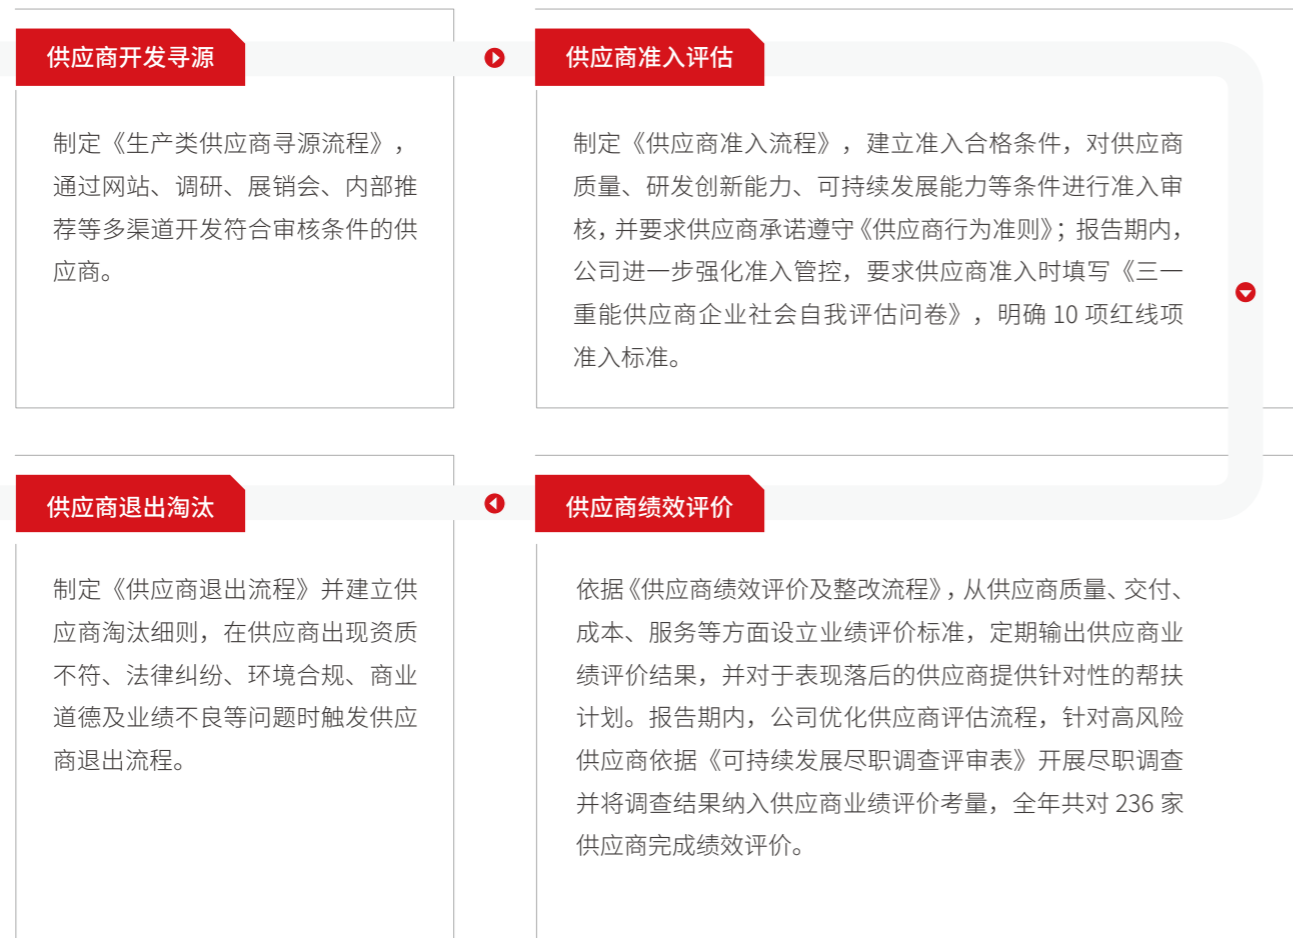 供应商开发寻源
制定《生产类供应商寻源流程》，
通过网站、调研、展销会、内部推
荐等多渠道开发符合审核条件的供
应商。
供应商准入评估
制定《供应商准入流程》，建立准入合格条件，对供应商
质量、研发创新能力、可持续发展能力等条件进行准入审
核，并要求供应商承诺遵守《供应商行为准则》；报告期内，
公司进一步强化准入管控，要求供应商准入时填写《三一
重能供应商企业社会自我评估问卷》，明确 10 项红线项
准入标准。
供应商绩效评价
依据《供应商绩效评价及整改流程》，从供应商质量、交付、
成本、服务等方面设立业绩评价标准，定期输出供应商业
绩评价结果，并对于表现落后的供应商提供针对性的帮扶
计划。报告期内，公司优化供应商评估流程，针对高风险
供应商依据《可持续发展尽职调查评审表》开展尽职调查
并将调查结果纳入供应商业绩评价考量，全年共对 236 家
供应商完成绩效评价。
供应商退出淘汰
制定《供应商退出流程》并建立供
应商淘汰细则，在供应商出现资质
不符、法律纠纷、环境合规、商业
道德及业绩不良等问题时触发供应
商退出流程。